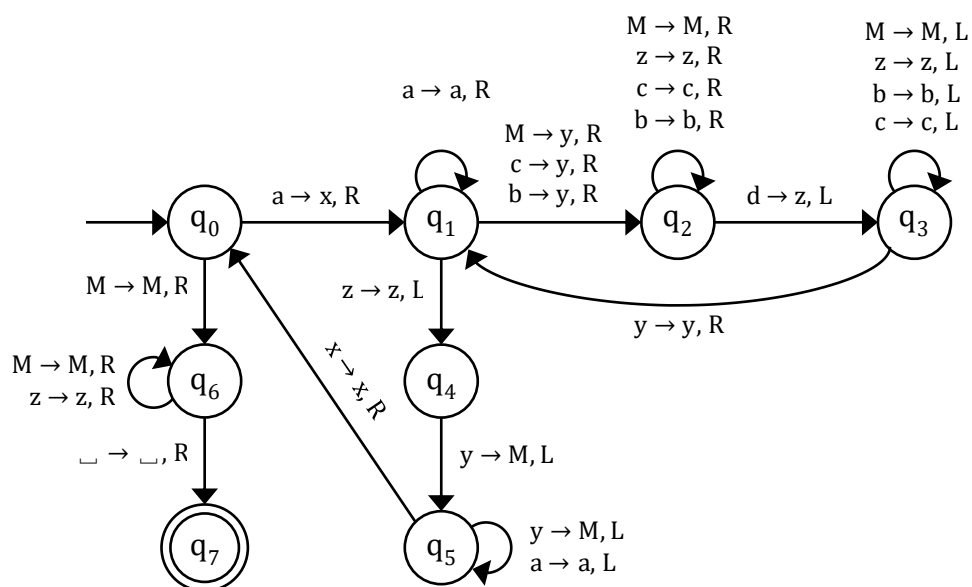 M → M, R
z → z, R
c → c, R
b → b, R
M → M, L
z → z, L
b → b, L
c → c, L
a → a, R
M → y, R
c → y, R
b → y, R
q0
a → x, R
q1
q2
d → z, L
q3
M → M, R
z → z, L
y → y, R
M → M, R
z → z, R
q6
x → x, R
q4
␣ → ␣, R
y → M, L
q7
q5
y → M, L
a → a, L